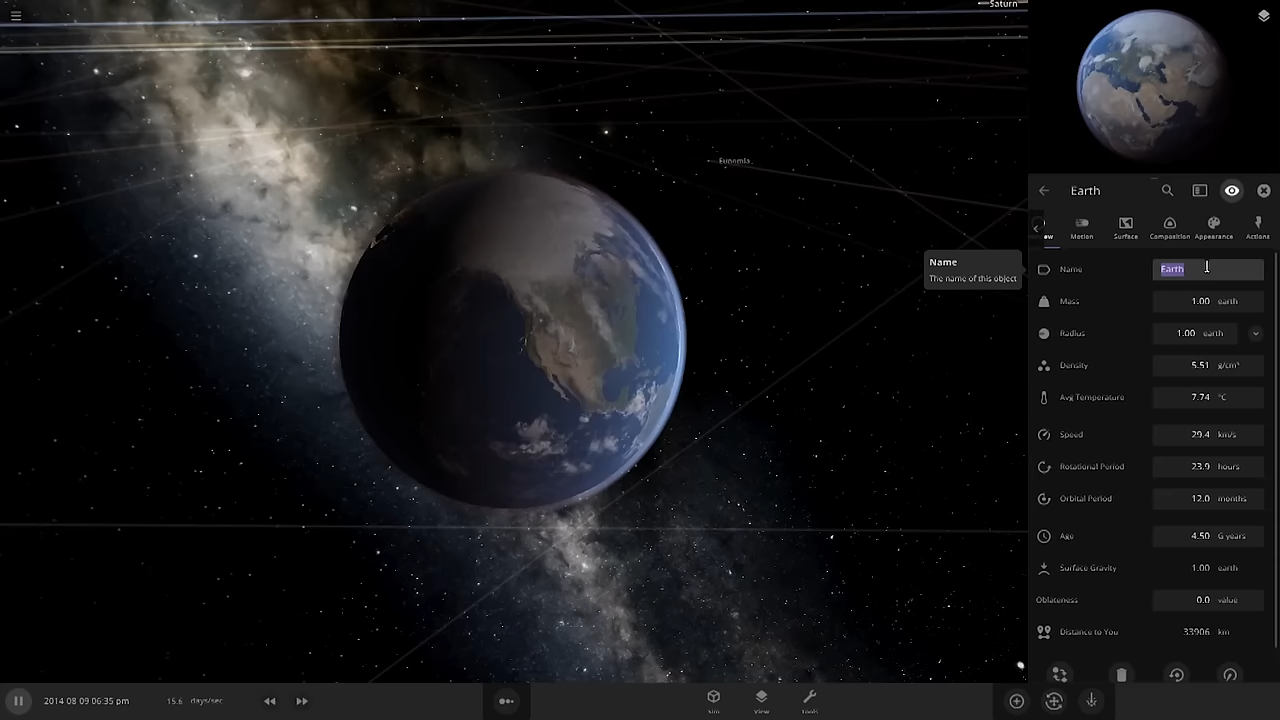 Saturn
Eunomia
Earth
Motion
Surface
Composition
Appearance
Actions
Name
The name of this object
Name Earth
Mass 1.00 earth
Radius 1.00 earth
Density 5.51 g/cm³
Avg Temperature 7.74 °C
Speed 29.4 km/s
Rotational Period 23.9 hours
Orbital Period 12.0 months
Age 4.50 G years
Surface Gravity 1.00 earth
Oblateness 0.0 value
Distance to You 33906 km
2014 08 09 06:35 pm
15.6 days/sec
Sim
View
Tools